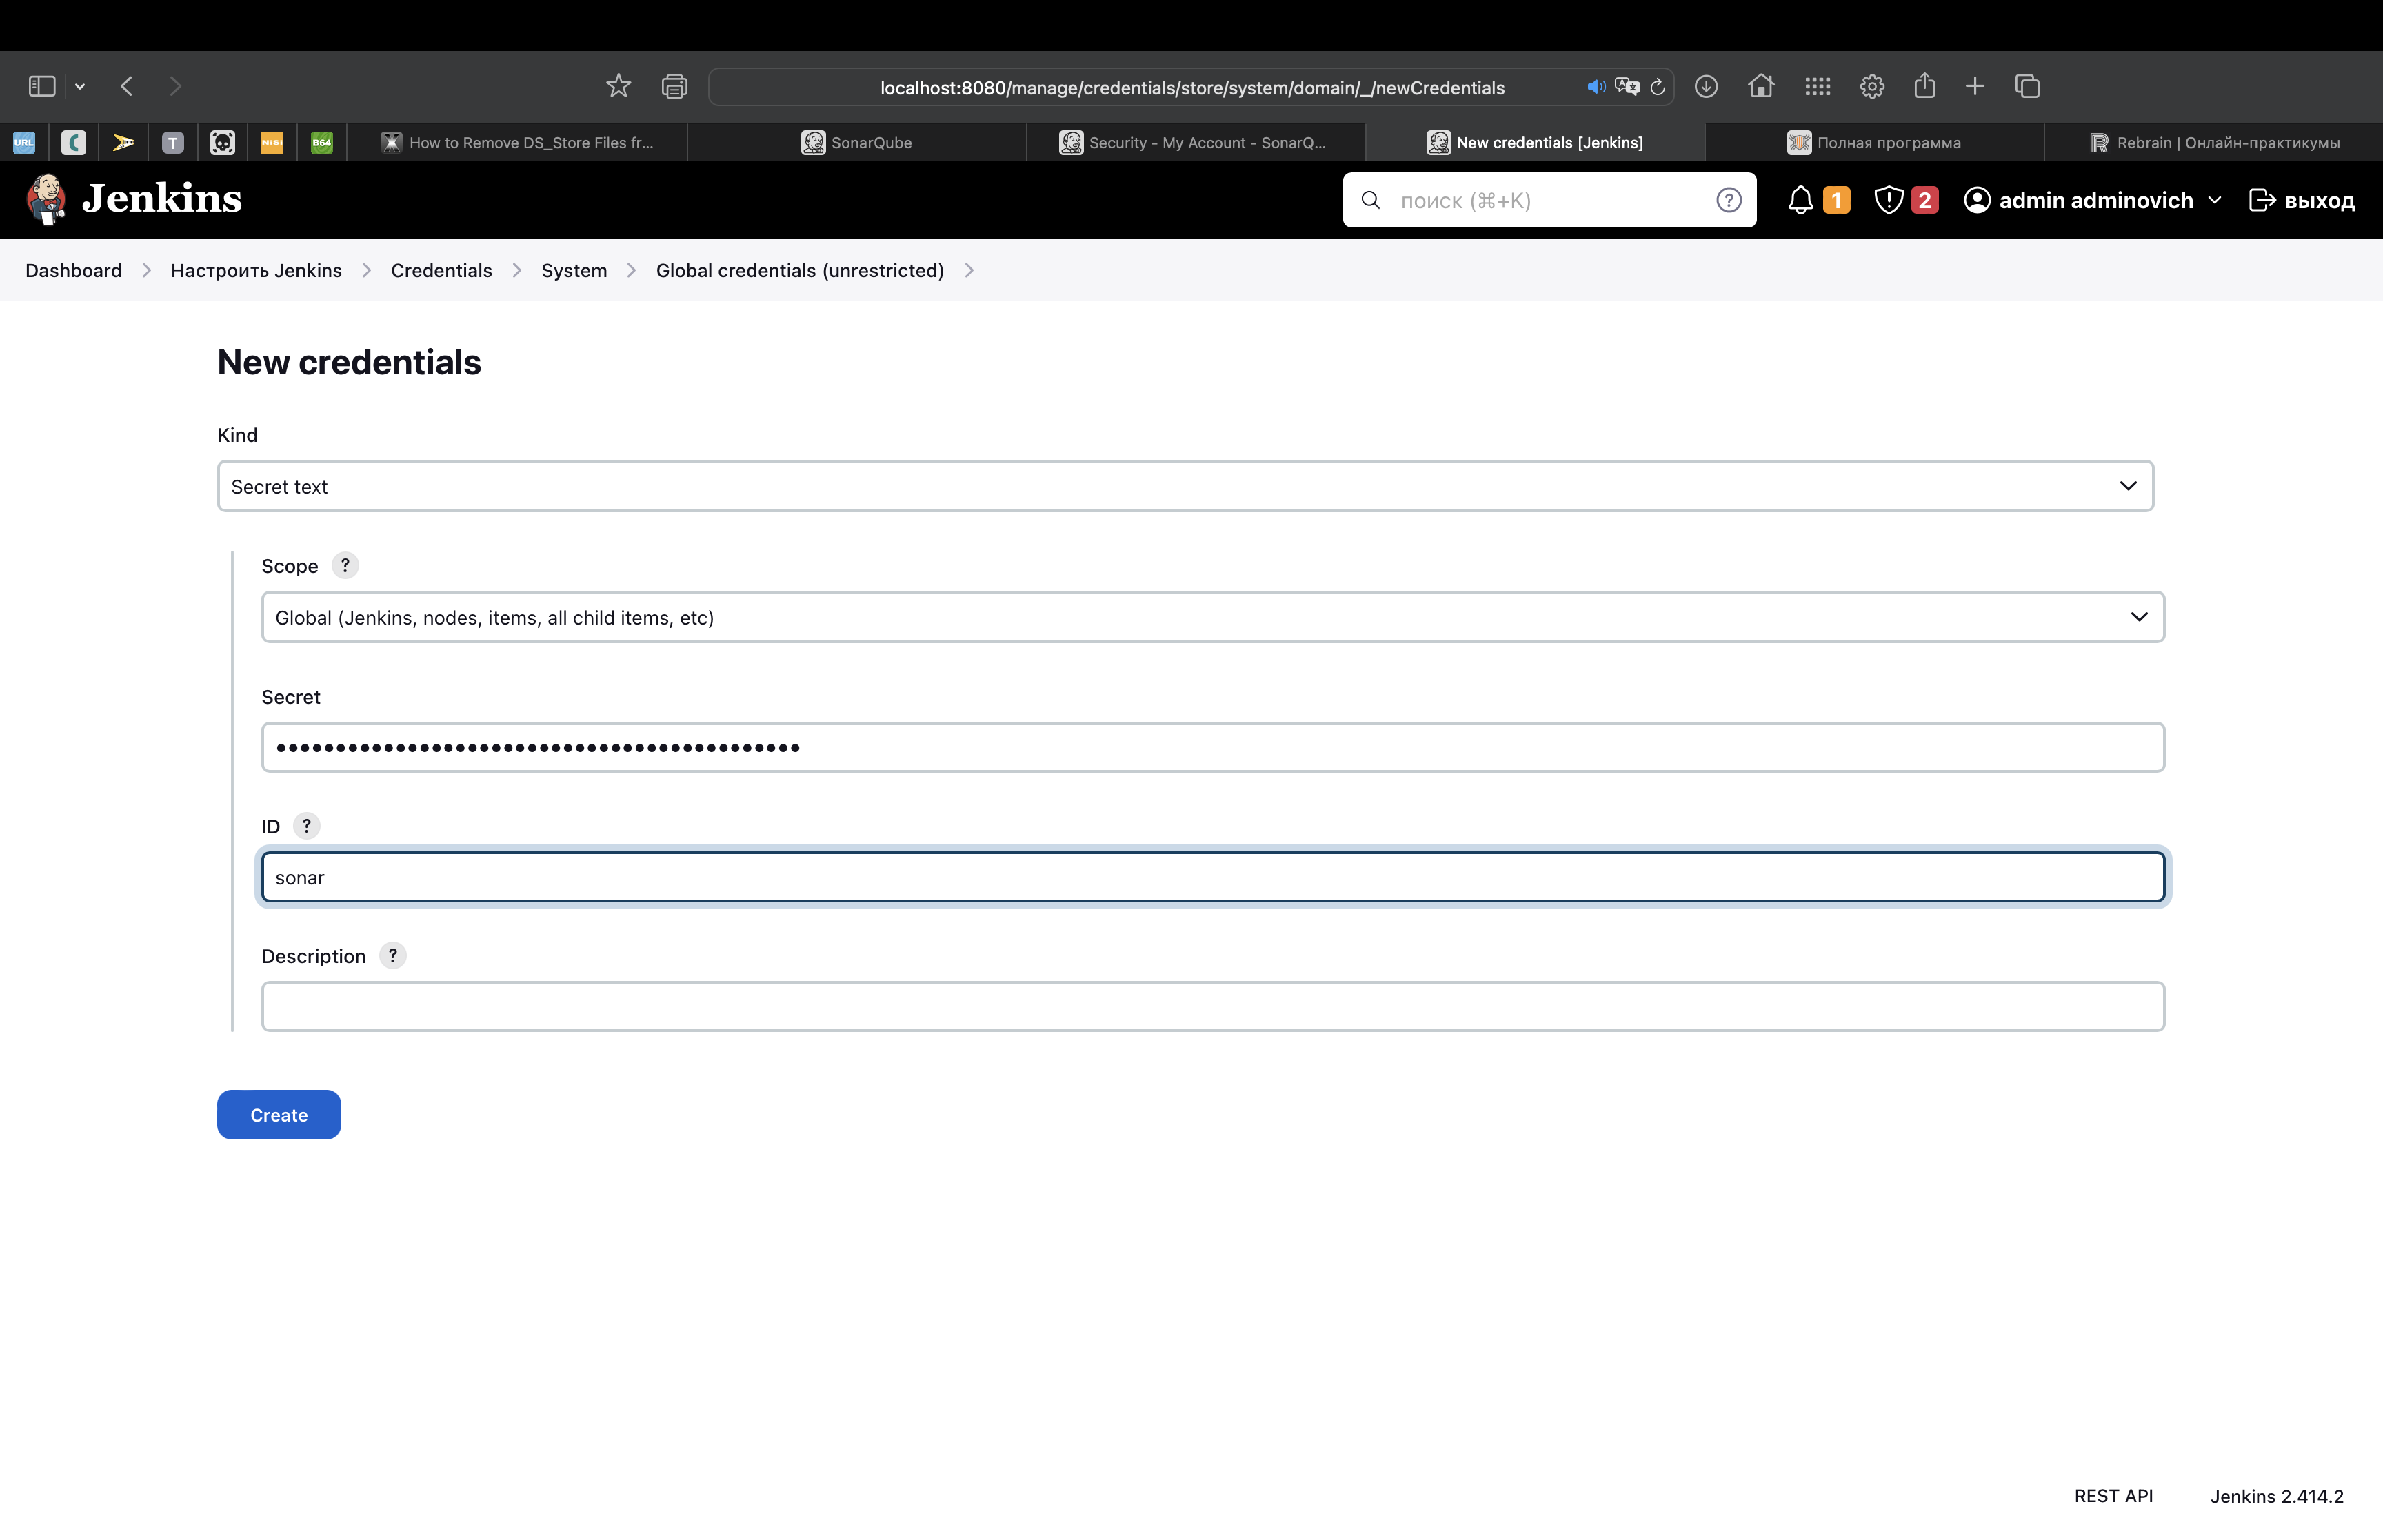 localhost:8080/manage/credentials/store/system/domain/_/newCredentials
URL
T
NISI
B64
How to Remove DS_Store Files fr...
SonarQube
Security - My Account - SonarQ...
New credentials [Jenkins]
Полная программа
Rebrain | Онлайн-практикумы
Jenkins
поиск (⌘+K)
?
1
2
admin adminovich
выход
Dashboard
Настроить Jenkins
Credentials
System
Global credentials (unrestricted)
New credentials
Kind
Secret text
Scope ?
Global (Jenkins, nodes, items, all child items, etc)
Secret
••••••••••••••••••••••••••••••••••••••••••••
ID ?
sonar
Description ?
Create
REST API
Jenkins 2.414.2